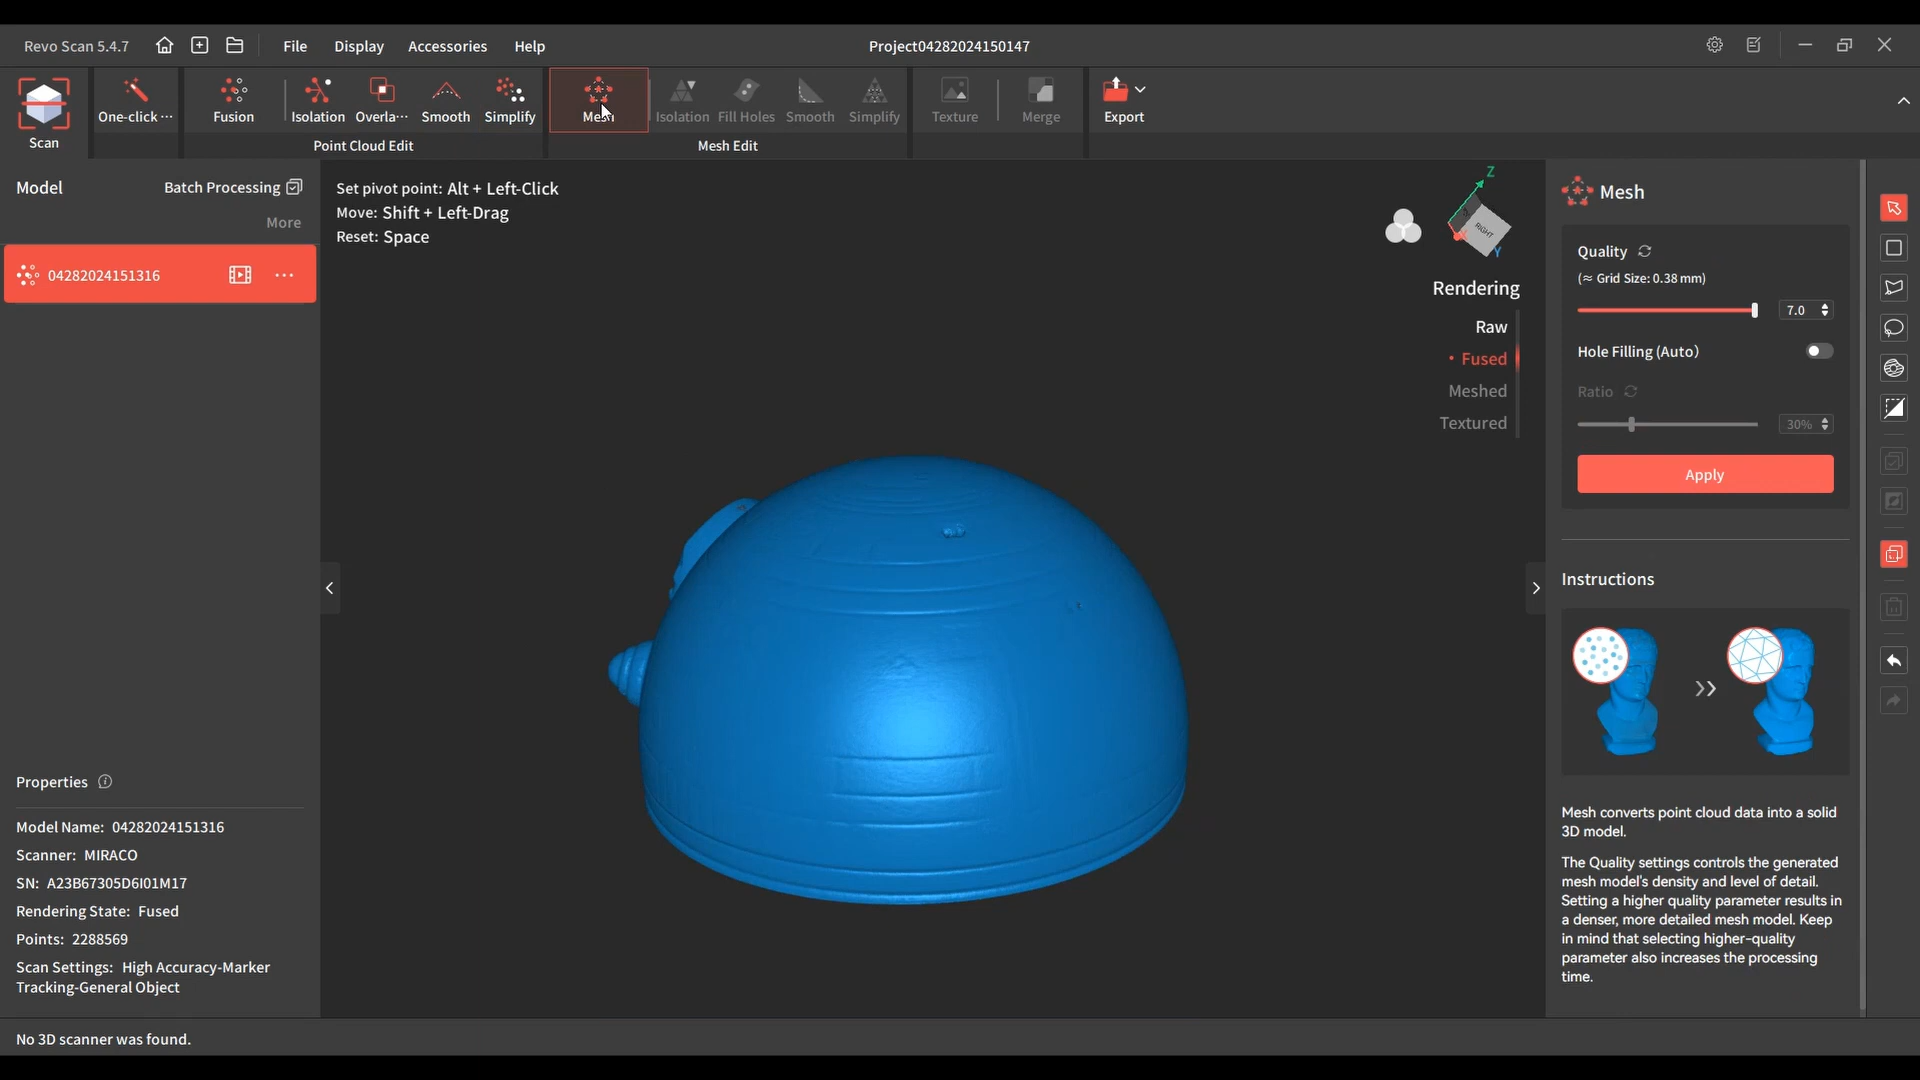 Revo Scan 5.4.7 File Display Accessories Help Project04282024150147
Scan
One-click ···
Fusion Isolation Overla··· Smooth Simplify
Point Cloud Edit
Mesh Isolation Fill Holes Smooth Simplify
Mesh Edit
Texture Merge
Export
Model Batch Processing
More
04282024151316 ···
Properties
Model Name: 04282024151316
Scanner: MIRACO
SN: A23B67305D6I01M17
Rendering State: Fused
Points: 2288569
Scan Settings: High Accuracy-Marker
Tracking-General Object
Set pivot point: Alt + Left-Click
Move: Shift + Left-Drag
Reset: Space
Z
RIGHT
Y
Rendering
Raw
• Fused
Meshed
Textured
Mesh
Quality
(≈ Grid Size: 0.38 mm)
7.0
Hole Filling (Auto)
Ratio
30%
Apply
Instructions
Mesh converts point cloud data into a solid
3D model.
The Quality settings controls the generated
mesh model's density and level of detail.
Setting a higher quality parameter results in
a denser, more detailed mesh model. Keep
in mind that selecting higher-quality
parameter also increases the processing
time.
No 3D scanner was found.